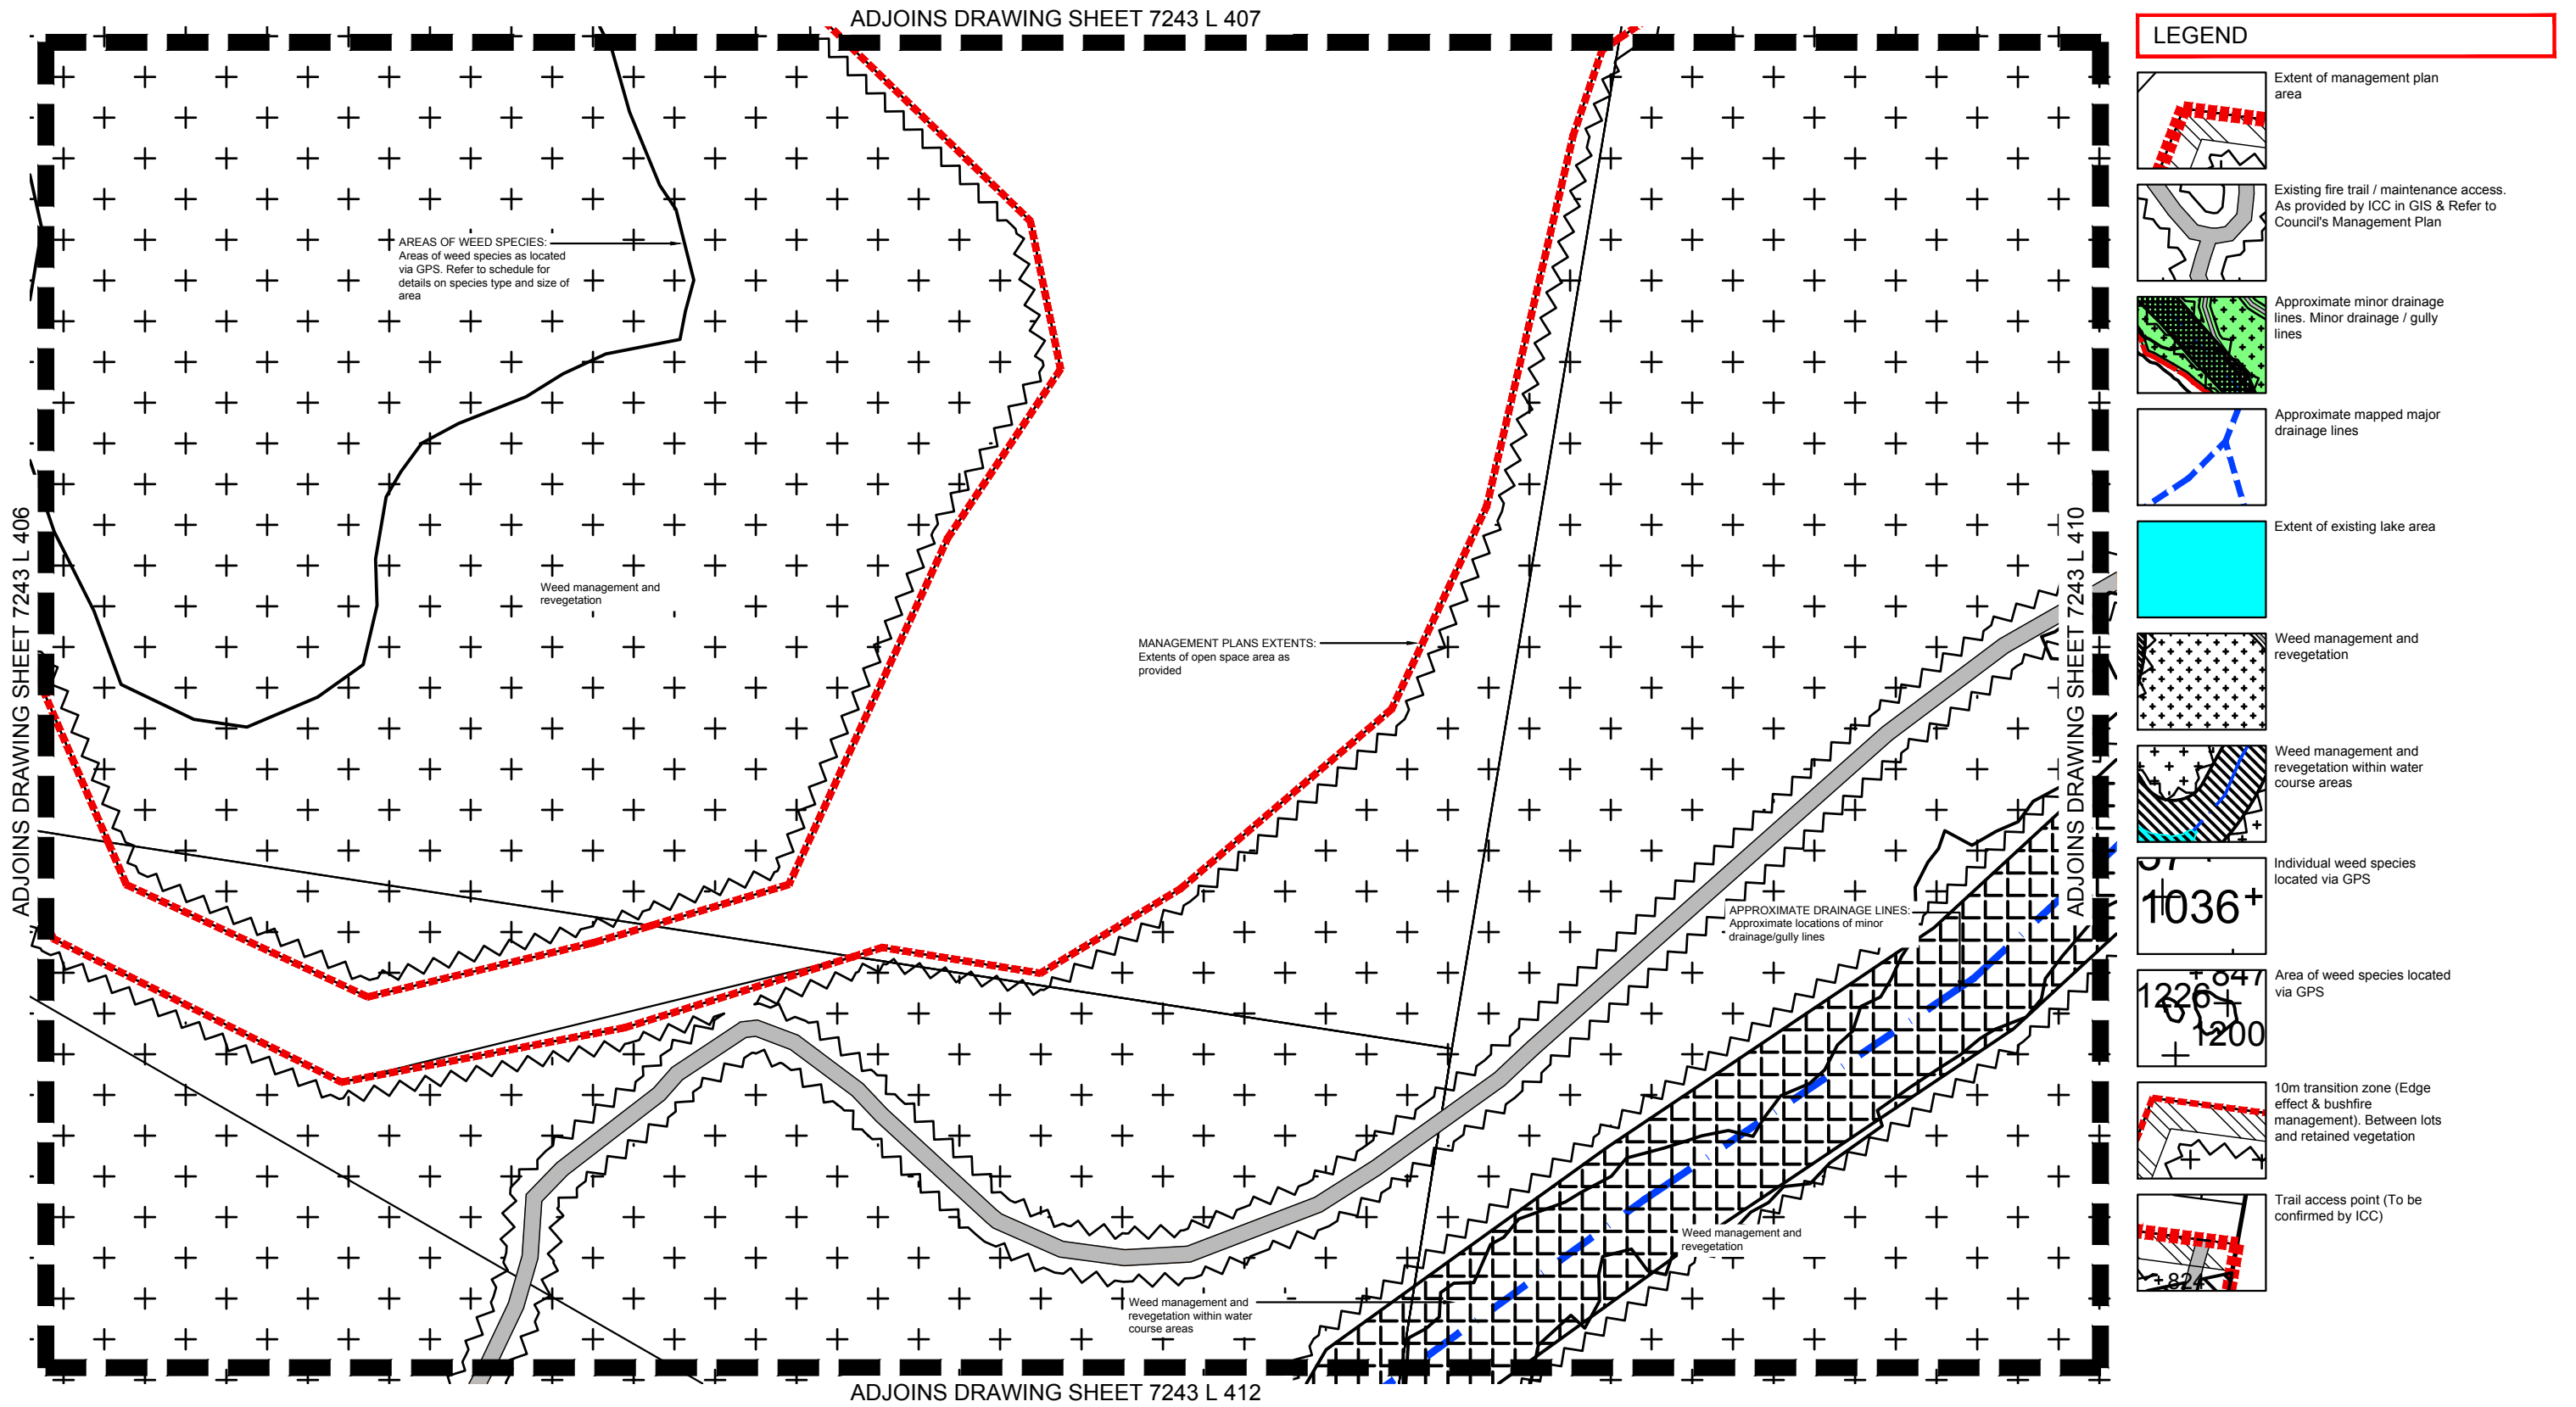 ADJOINS DRAWING SHEET 7243 L 407
ADJOINS DRAWING SHEET 7243 L 406
AREAS OF WEED SPECIES:
Areas of weed species as located
via GPS. Refer to schedule for
details on species type and size of
area
Weed management and
revegetation
MANAGEMENT PLANS EXTENTS:
Extents of open space area as
provided
APPROXIMATE DRAINAGE LINES:
Approximate locations of minor
drainage/gully lines
Weed management and
revegetation
Weed management and
revegetation within water
course areas
ADJOINS DRAWING SHEET 7243 L 410
ADJOINS DRAWING SHEET 7243 L 412
LEGEND
Extent of management plan
area
Existing fire trail / maintenance access.
As provided by ICC in GIS & Refer to
Council's Management Plan
Approximate minor drainage
lines. Minor drainage / gully
lines
Approximate mapped major
drainage lines
Extent of existing lake area
Weed management and
revegetation
Weed management and
revegetation within water
course areas
1036
Individual weed species
located via GPS
847
1226
1200
Area of weed species located
via GPS
10m transition zone (Edge
effect & bushfire
management). Between lots
and retained vegetation
824
Trail access point (To be
confirmed by ICC)